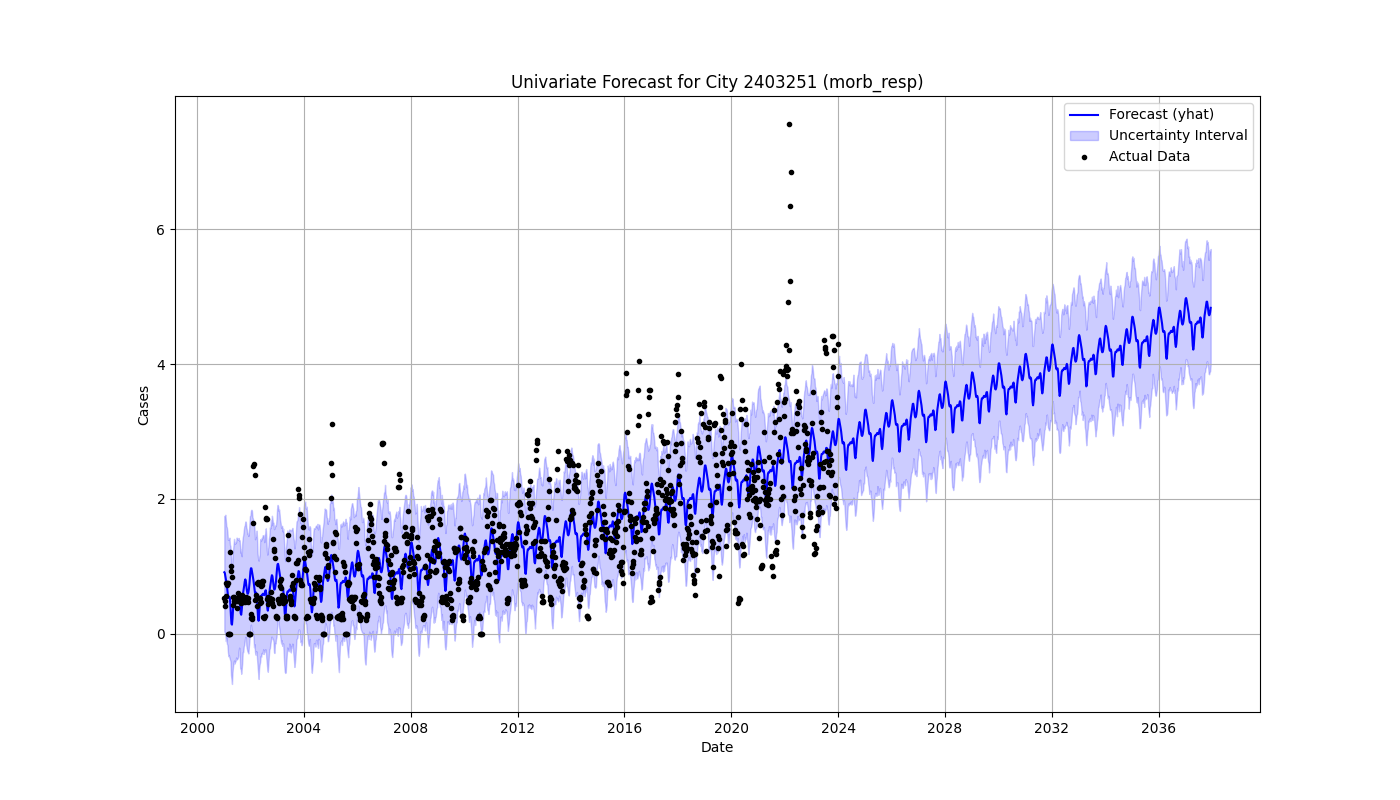 Univariate Forecast for City 2403251 (morb_resp)
Forecast (yhat)
Uncertainty Interval
Actual Data
Cases
6
4
2
0
2000 2004 2008 2012 2016 2020 2024 2028 2032 2036
Date